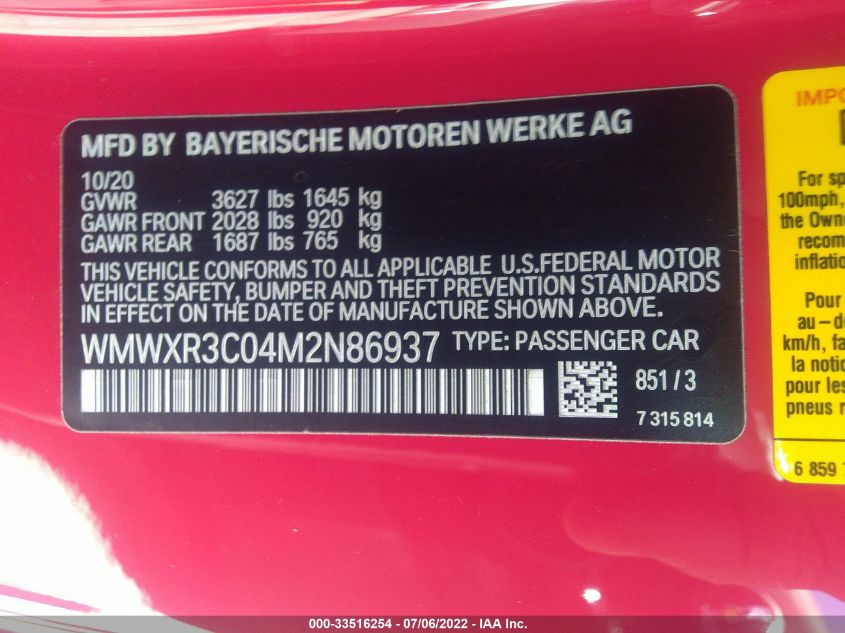 MFD BY BAYERISCHE MOTOREN WERKE AG
10/20
GVWR 3627 lbs 1645 kg
GAWR FRONT 2028 lbs 920 kg
GAWR REAR 1687 lbs 765 kg
THIS VEHICLE CONFORMS TO ALL APPLICABLE U.S.FEDERAL MOTOR
VEHICLE SAFETY, BUMPER AND THEFT PREVENTION STANDARDS
IN EFFECT ON THE DATE OF MANUFACTURE SHOWN ABOVE.
WMWXR3C04M2N86937 TYPE: PASSENGER CAR
851/3
7 315 814
IMPO
For sp
100mph,
the Owne
recom
inflatio
Pour
au-d
km/h, fa
la notic
pour les
pneus r
6 859
000-33516254 - 07/06/2022 - IAA Inc.